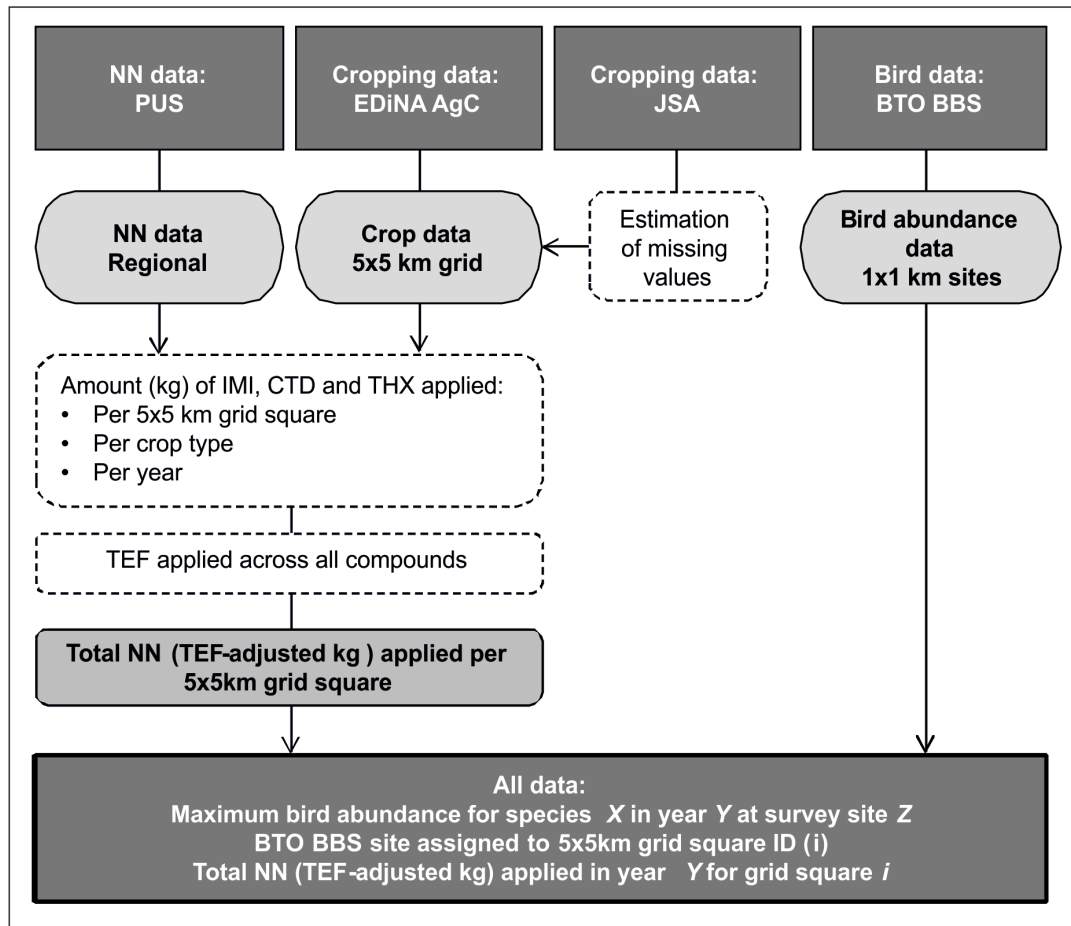 NN data:
PUS
Cropping data:
EDiNA AgC
Cropping data:
JSA
Bird data:
BTO BBS
NN data
Regional
Crop data
5x5 km grid
Estimation
of missing
values
Bird abundance
data
1x1 km sites
Amount (kg) of IMI, CTD and THX applied:
• Per 5x5 km grid square
• Per crop type
• Per year
TEF applied across all compounds
Total NN (TEF-adjusted kg ) applied per
5x5km grid square
All data:
Maximum bird abundance for species X in year Y at survey site Z
BTO BBS site assigned to 5x5km grid square ID (i)
Total NN (TEF-adjusted kg) applied in year Y for grid square i